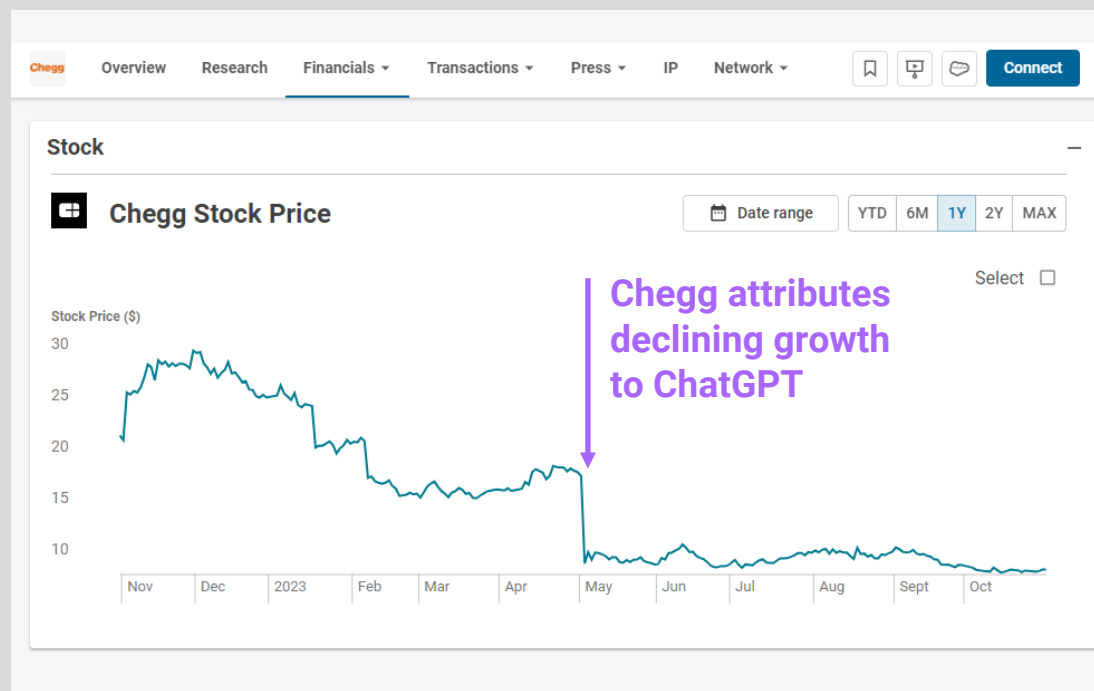 Chegg Overview Research Financials Transactions Press IP Network Connect
Stock
Chegg Stock Price Date range YTD 6M 1Y 2Y MAX
Select
Chegg attributes
declining growth
to ChatGPT
Stock Price ($)
30
25
20
15
10
Nov Dec 2023 Feb Mar Apr May Jun Jul Aug Sept Oct